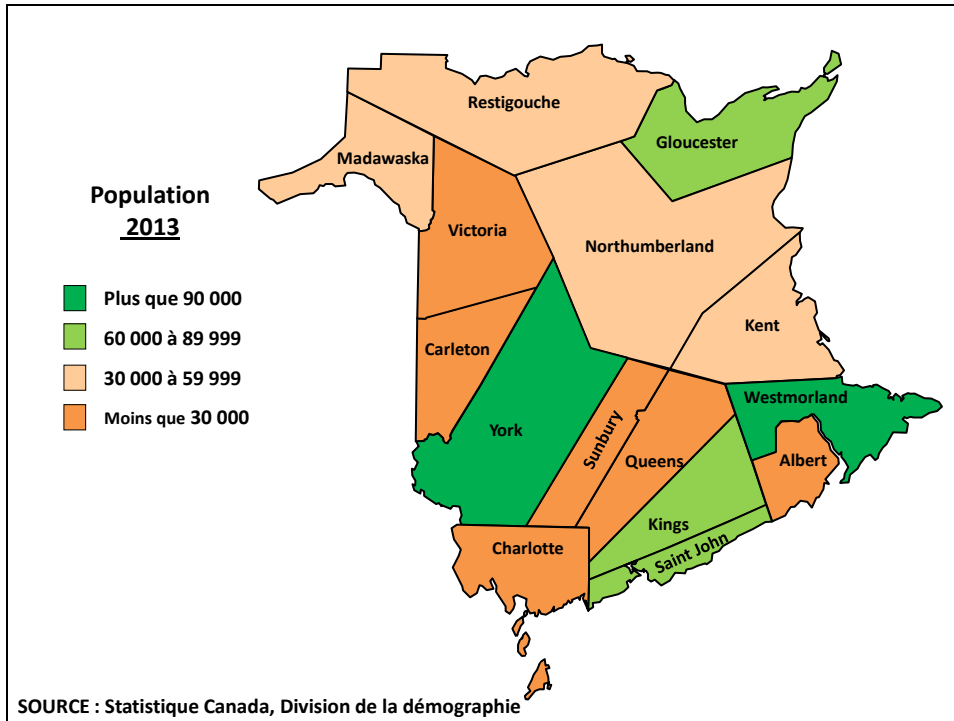 Restigouche
Gloucester
Madawaska
Population
2013
Victoria
Northumberland
Plus que 90 000
60 000 à 89 999
30 000 à 59 999
Moins que 30 000
Kent
Carleton
Westmorland
York
Sunbury
Queens
Albert
Kings
Saint John
Charlotte
SOURCE : Statistique Canada, Division de la démographie